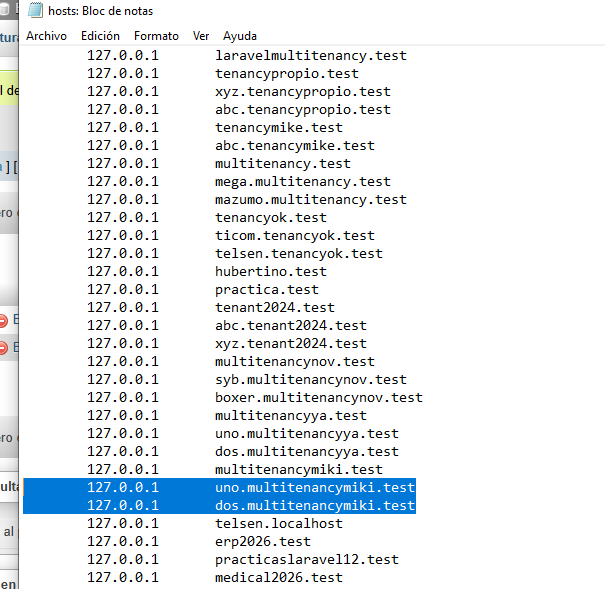 hosts: Bloc de notas
Archivo Edición Formato Ver Ayuda
127.0.0.1 laravelmultitenancy.test
127.0.0.1 tenancypropio.test
127.0.0.1 xyz.tenancypropio.test
127.0.0.1 abc.tenancypropio.test
127.0.0.1 tenancymike.test
127.0.0.1 abc.tenancymike.test
127.0.0.1 multitenancy.test
127.0.0.1 mega.multitenancy.test
127.0.0.1 mazumo.multitenancy.test
127.0.0.1 tenancyok.test
127.0.0.1 ticom.tenancyok.test
127.0.0.1 telsen.tenancyok.test
127.0.0.1 hubertino.test
127.0.0.1 practica.test
127.0.0.1 tenant2024.test
127.0.0.1 abc.tenant2024.test
127.0.0.1 xyz.tenant2024.test
127.0.0.1 multitenancynov.test
127.0.0.1 syb.multitenancynov.test
127.0.0.1 boxer.multitenancynov.test
127.0.0.1 multitenancyya.test
127.0.0.1 uno.multitenancyya.test
127.0.0.1 dos.multitenancyya.test
127.0.0.1 multitenancymiki.test
127.0.0.1 uno.multitenancymiki.test
127.0.0.1 dos.multitenancymiki.test
127.0.0.1 telsen.localhost
127.0.0.1 erp2026.test
127.0.0.1 practicaslaravel12.test
127.0.0.1 medical2026.test